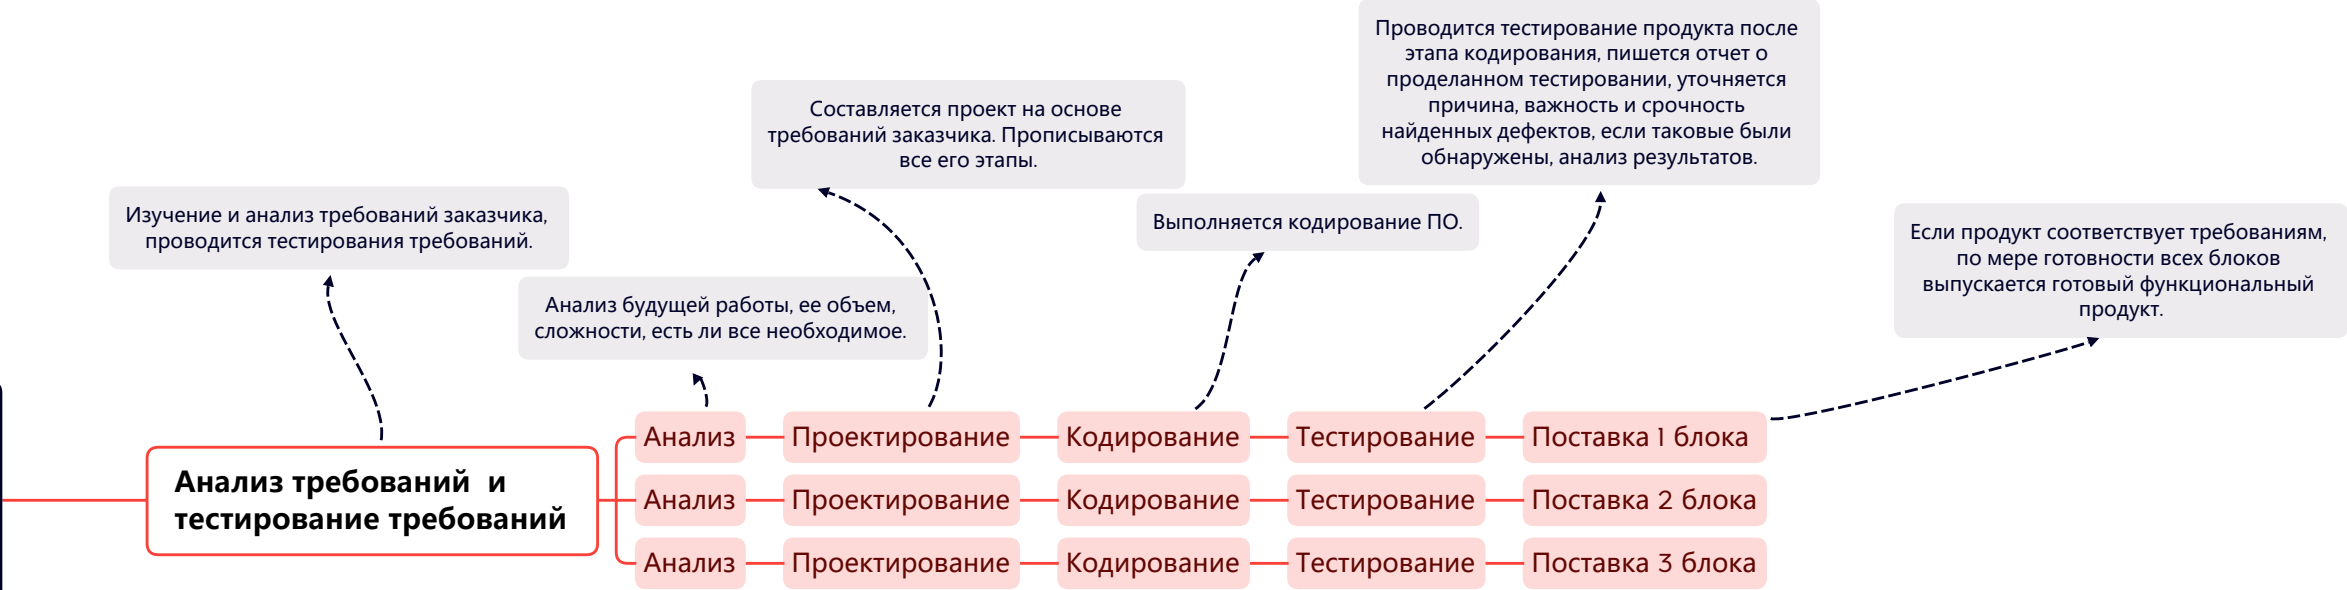 Проводится тестирование продукта после
этапа кодирования, пишется отчет о
проделанном тестировании, уточняется
причина, важность и срочность
найденных дефектов, если таковые были
обнаружены, анализ результатов.
Составляется проект на основе
требований заказчика. Прописываются
все его этапы.
Изучение и анализ требований заказчика,
проводится тестирования требований.
Выполняется кодирование ПО.
Если продукт соответствует требованиям,
по мере готовности всех блоков
выпускается готовый функциональный
продукт.
Анализ будущей работы, ее объем,
сложности, есть ли все необходимое.
Анализ требований и
тестирование требований
Анализ Проектирование Кодирование Тестирование Поставка 1 блока
Анализ Проектирование Кодирование Тестирование Поставка 2 блока
Анализ Проектирование Кодирование Тестирование Поставка 3 блока